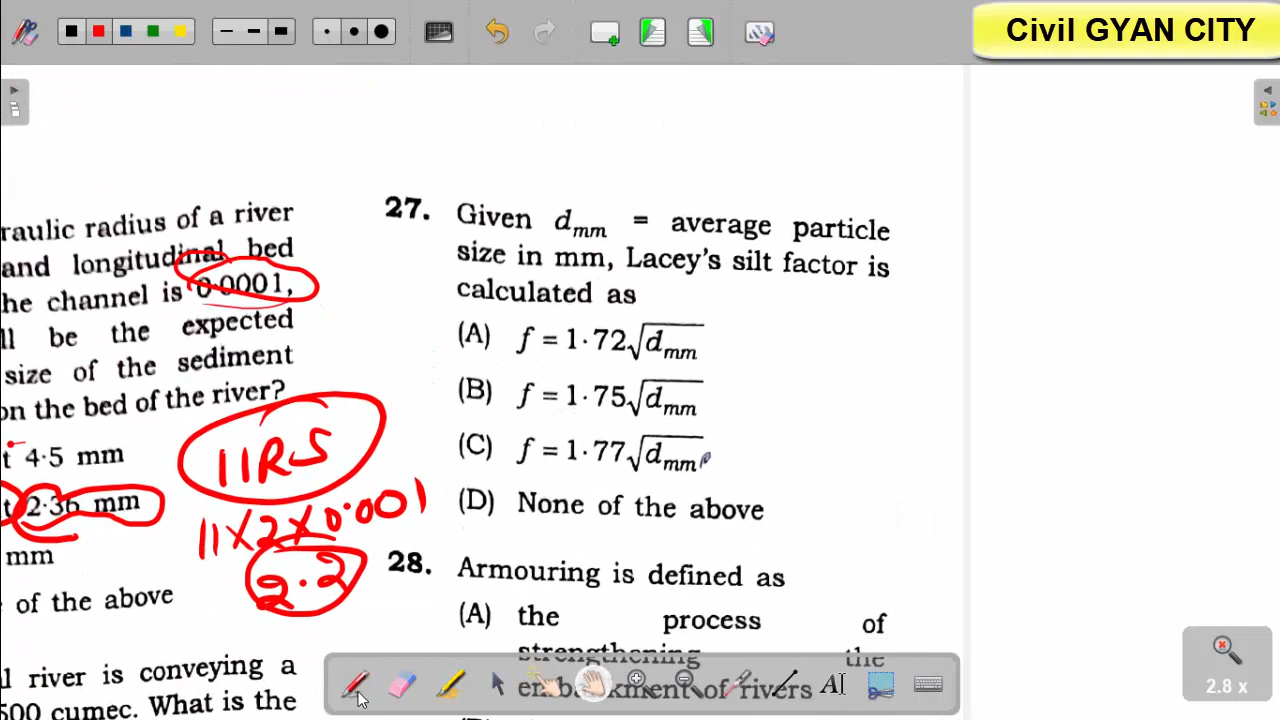 Civil GYAN CITY
raulic radius of a river
and longitudinal bed
he channel is 0·0001,
ll be the expected
size of the sediment
on the bed of the river?
t 4·5 mm
t 2·36 mm
mm
of the above
l river is conveying a
500 cumec. What is the
11RS
11X2X0.0001
2.2
27. Given dmm = average particle
size in mm, Lacey's silt factor is
calculated as
(A) f = 1·72√dmm
(B) f = 1·75√dmm
(C) f = 1·77√dmm
(D) None of the above
28. Armouring is defined as
(A) the process of
strengthening the
embankment of rivers
AI
2.8 x